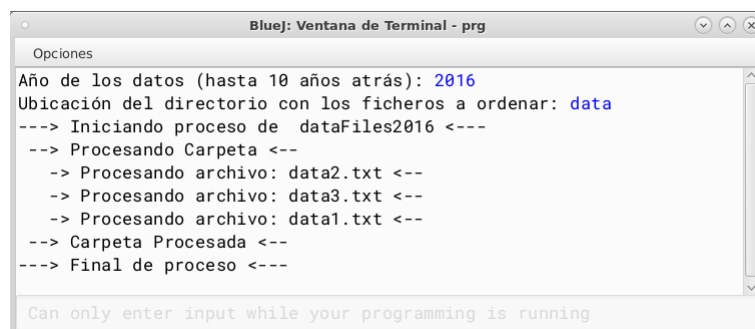 BlueJ: Ventana de Terminal - prg
Opciones
Año de los datos (hasta 10 años atrás): 2016
Ubicación del directorio con los ficheros a ordenar: data
---> Iniciando proceso de  dataFiles2016 <---
--> Procesando Carpeta <--
-> Procesando archivo: data2.txt <--
-> Procesando archivo: data3.txt <--
-> Procesando archivo: data1.txt <--
--> Carpeta Procesada <--
---> Final de proceso <---
Can only enter input while your programming is running